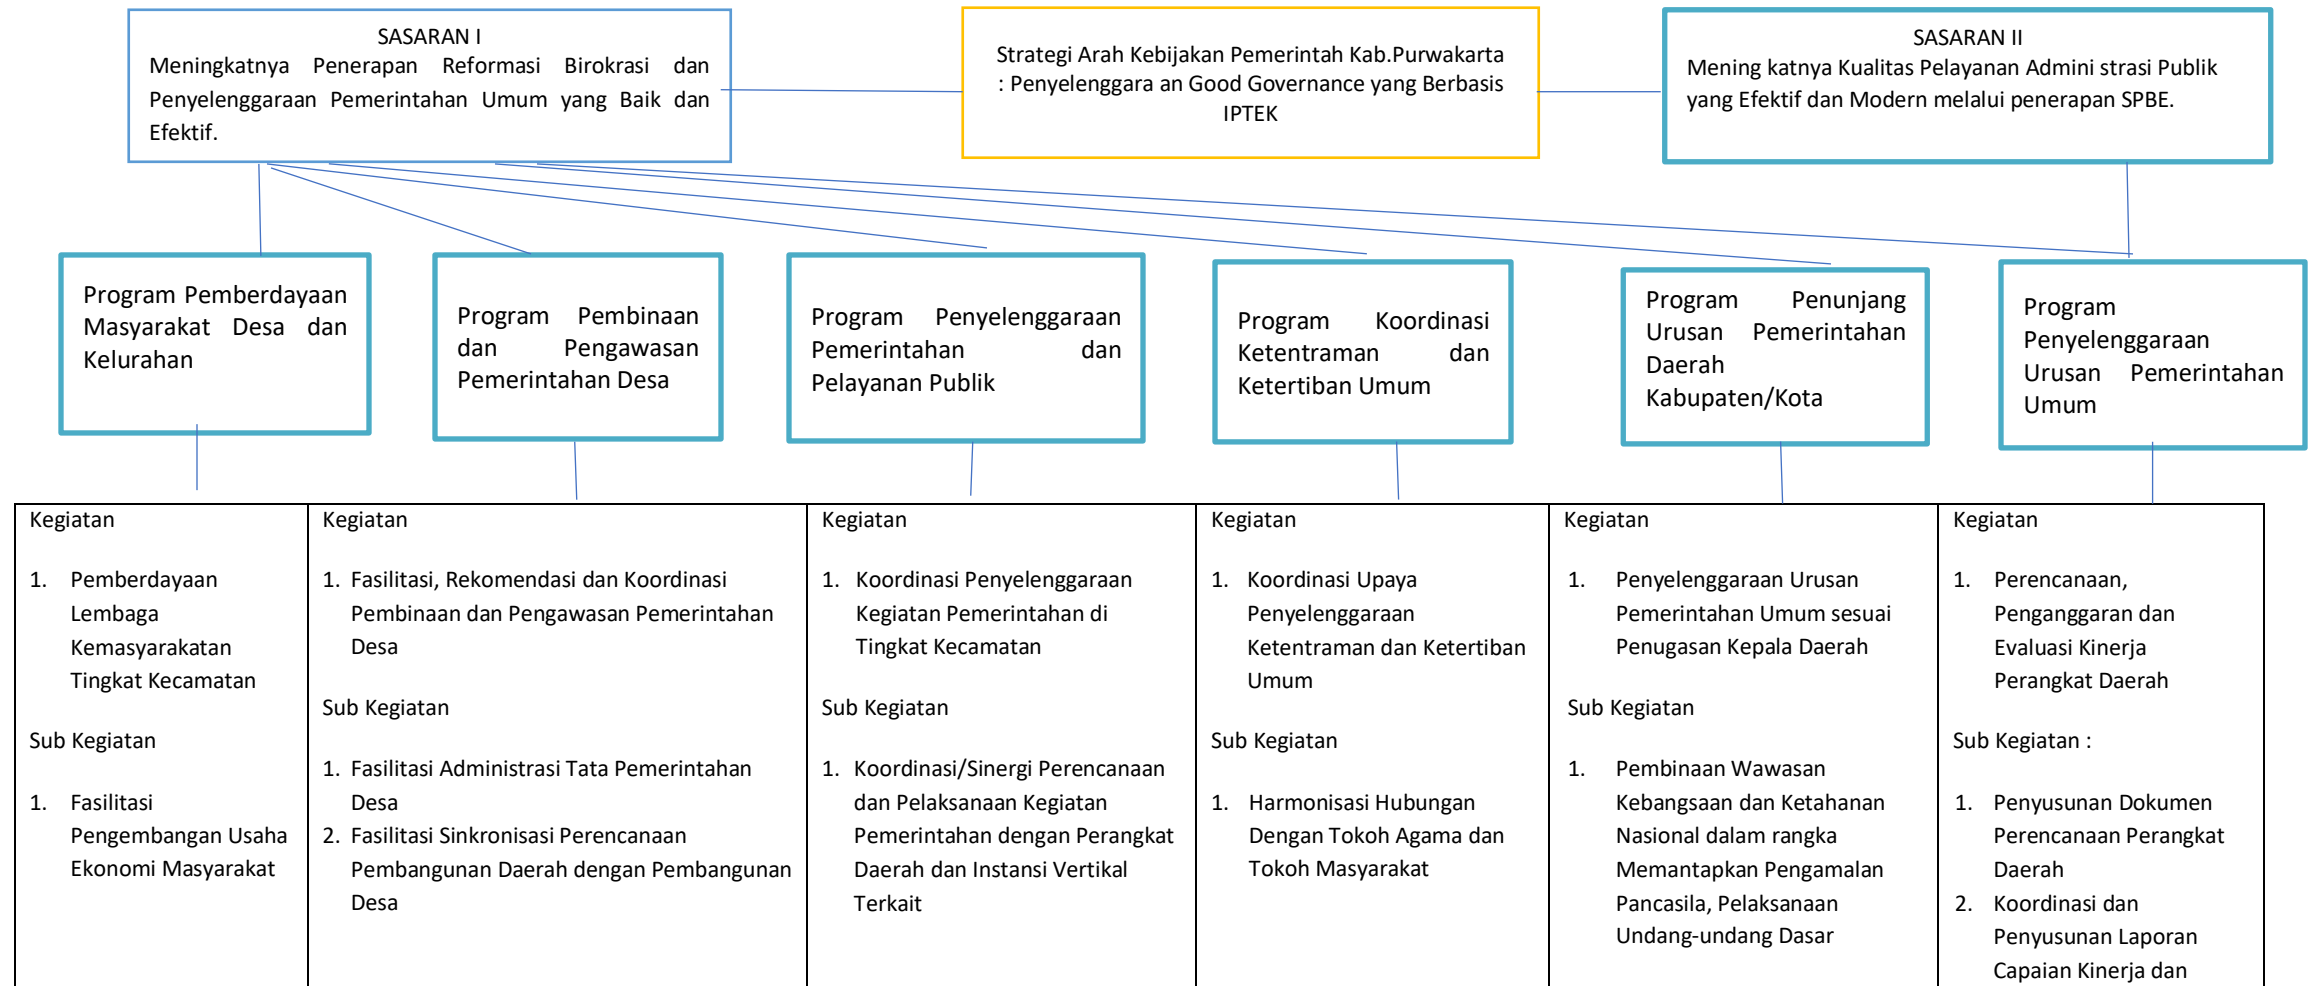 SASARAN I
Meningkatnya Penerapan Reformasi Birokrasi dan
Penyelenggaraan Pemerintahan Umum yang Baik dan
Efektif.
Strategi Arah Kebijakan Pemerintah Kab.Purwakarta
: Penyelenggara an Good Governance yang Berbasis
IPTEK
SASARAN II
Mening katnya Kualitas Pelayanan Admini strasi Publik
yang Efektif dan Modern melalui penerapan SPBE.
Program Pemberdayaan
Masyarakat Desa dan
Kelurahan
Program Pembinaan
dan Pengawasan
Pemerintahan Desa
Program Penyelenggaraan
Pemerintahan dan
Pelayanan Publik
Program Koordinasi
Ketentraman dan
Ketertiban Umum
Program Penunjang
Urusan Pemerintahan
Daerah
Kabupaten/Kota
Program
Penyelenggaraan
Urusan Pemerintahan
Umum
Kegiatan
1. Pemberdayaan
Lembaga
Kemasyarakatan
Tingkat Kecamatan
Sub Kegiatan
1. Fasilitasi
Pengembangan Usaha
Ekonomi Masyarakat
Kegiatan
1. Fasilitasi, Rekomendasi dan Koordinasi
Pembinaan dan Pengawasan Pemerintahan
Desa
Sub Kegiatan
1. Fasilitasi Administrasi Tata Pemerintahan
Desa
2. Fasilitasi Sinkronisasi Perencanaan
Pembangunan Daerah dengan Pembangunan
Desa
Kegiatan
1. Koordinasi Penyelenggaraan
Kegiatan Pemerintahan di
Tingkat Kecamatan
Sub Kegiatan
1. Koordinasi/Sinergi Perencanaan
dan Pelaksanaan Kegiatan
Pemerintahan dengan Perangkat
Daerah dan Instansi Vertikal
Terkait
Kegiatan
1. Koordinasi Upaya
Penyelenggaraan
Ketentraman dan Ketertiban
Umum
Sub Kegiatan
1. Harmonisasi Hubungan
Dengan Tokoh Agama dan
Tokoh Masyarakat
Kegiatan
1. Penyelenggaraan Urusan
Pemerintahan Umum sesuai
Penugasan Kepala Daerah
Sub Kegiatan
1. Pembinaan Wawasan
Kebangsaan dan Ketahanan
Nasional dalam rangka
Memantapkan Pengamalan
Pancasila, Pelaksanaan
Undang-undang Dasar
Kegiatan
1. Perencanaan,
Penganggaran dan
Evaluasi Kinerja
Perangkat Daerah
Sub Kegiatan :
1. Penyusunan Dokumen
Perencanaan Perangkat
Daerah
2. Koordinasi dan
Penyusunan Laporan
Capaian Kinerja dan